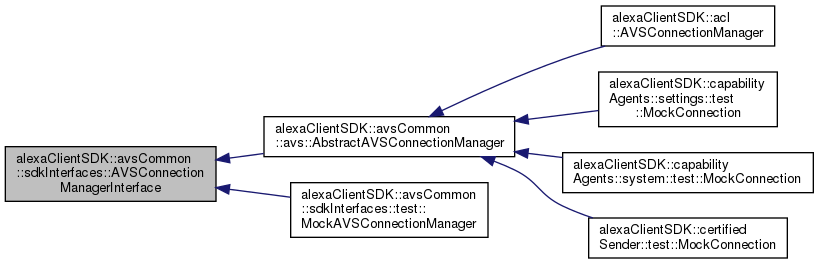 alexaClientSDK::acl
::AVSConnectionManager
alexaClientSDK::capability
Agents::settings::test
::MockConnection
alexaClientSDK::avsCommon
::avs::AbstractAVSConnectionManager
alexaClientSDK::avsCommon
::sdkInterfaces::AVSConnection
ManagerInterface
alexaClientSDK::capability
Agents::system::test::MockConnection
alexaClientSDK::avsCommon
::sdkInterfaces::test::
MockAVSConnectionManager
alexaClientSDK::certified
Sender::test::MockConnection